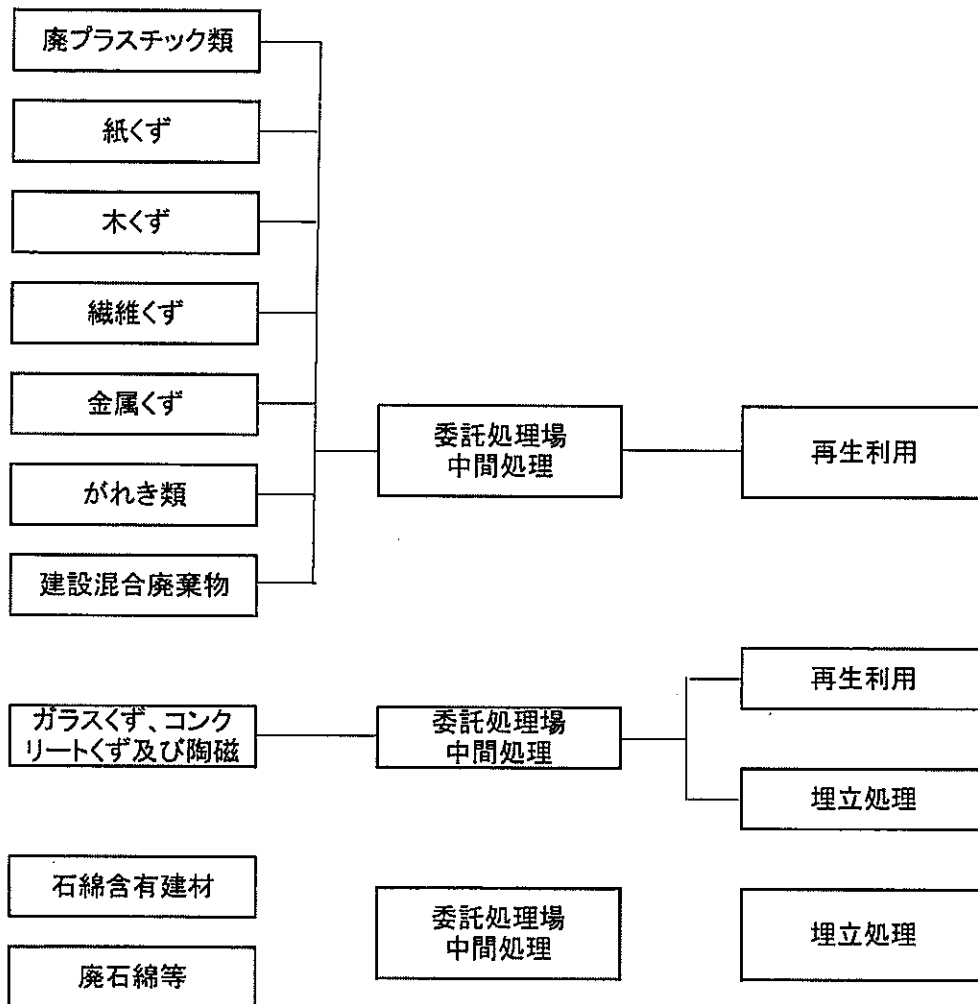 廃プラスチック類
紙くず
木くず
繊維くず
金属くず
がれき類
建設混合廃棄物
委託処理場
中間処理
再生利用
ガラスくず、コンク
リートくず及び陶磁
委託処理場
中間処理
再生利用
埋立処理
石綿含有建材
廃石綿等
委託処理場
中間処理
埋立処理